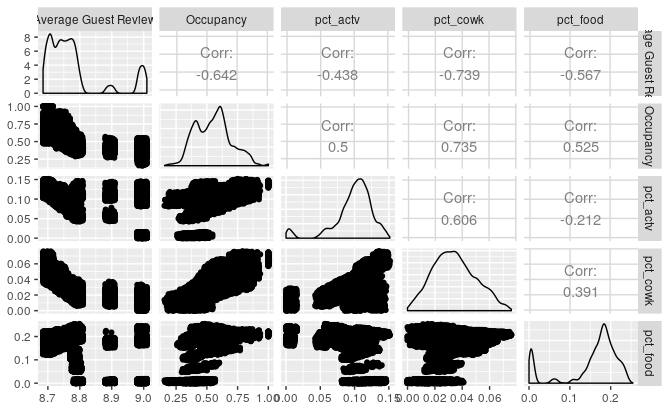 Average Guest Review
Occupancy
pct_actv
pct_cowk
pct_food
8
6
4
2
0
Corr:
-0.642
Corr:
-0.438
Corr:
-0.739
Corr:
-0.567
1.00
0.75
0.50
0.25
Corr:
0.5
Corr:
0.735
Corr:
0.525
Occupancy
0.15
0.10
0.05
0.00
Corr:
0.606
Corr:
-0.212
pct_actv
0.06
0.04
0.02
0.00
Corr:
0.391
pct_cowk
0.2
0.1
0.0
pct_food
8.7 8.8 8.9 9.0
0.25 0.50 0.75 1.00
0.00 0.05 0.10
0.00 0.02 0.04 0.06
0.0 0.1 0.2